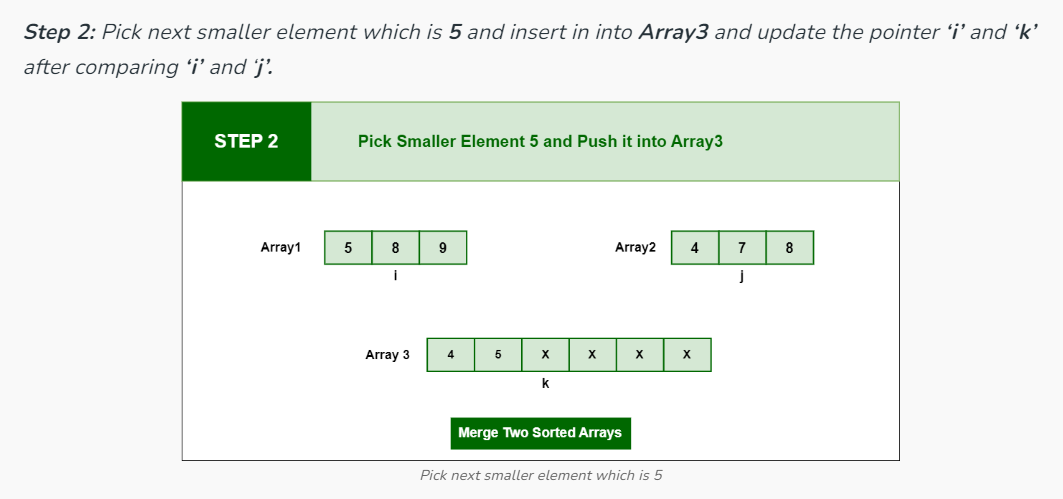 Step 2: Pick next smaller element which is 5 and insert in into Array3 and update the pointer ‘i’ and ‘k’
after comparing ‘i’ and ‘j’.
STEP 2
Pick Smaller Element 5 and Push it into Array3
Array1 5 8 9
i
Array2 4 7 8
j
Array 3 4 5 X X X X
k
Merge Two Sorted Arrays
Pick next smaller element which is 5